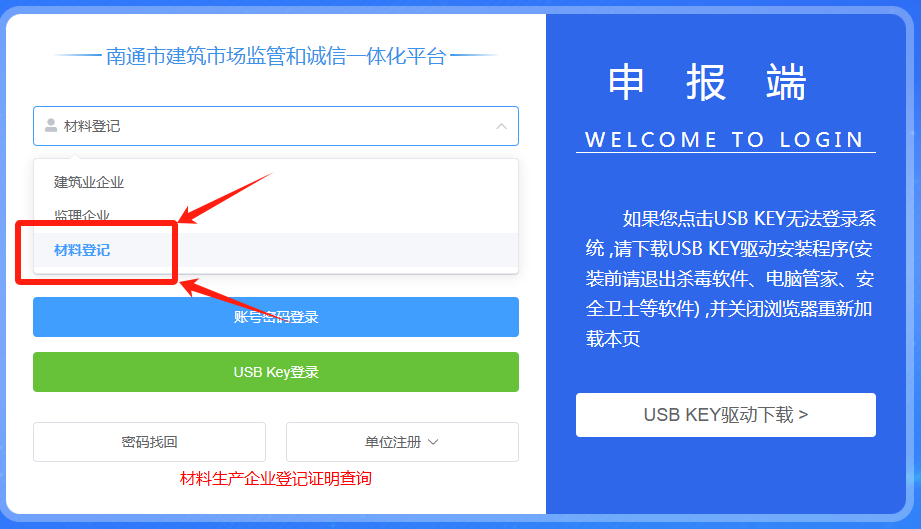 南通市建筑市场监管和诚信一体化平台
材料登记
建筑业企业
监理企业
材料登记
账号密码登录
USB Key登录
密码找回
单位注册
材料生产企业登记证明查询
申 报 端
WELCOME TO LOGIN
如果您点击USB KEY无法登录系
统 ,请下载USB KEY驱动安装程序(安
装前请退出杀毒软件、电脑管家、安
全卫士等软件) ,并关闭浏览器重新加
载本页
USB KEY驱动下载 >